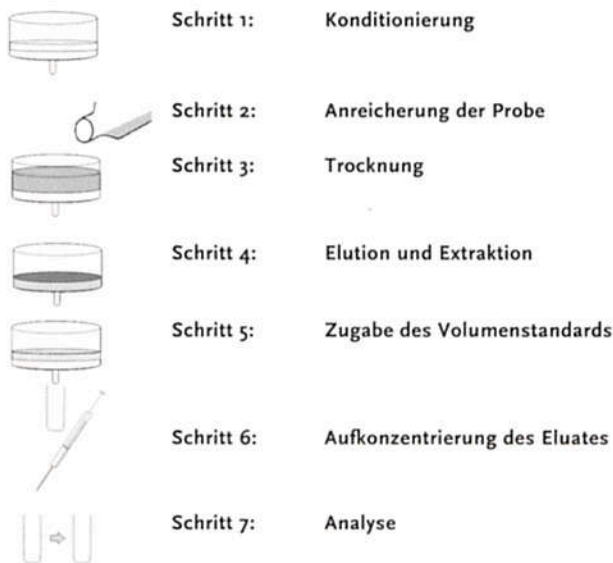 Schritt 1: Konditionierung
Schritt 2: Anreicherung der Probe
Schritt 3: Trocknung
Schritt 4: Elution und Extraktion
Schritt 5: Zugabe des Volumenstandards
Schritt 6: Aufkonzentrierung des Eluates
Schritt 7: Analyse